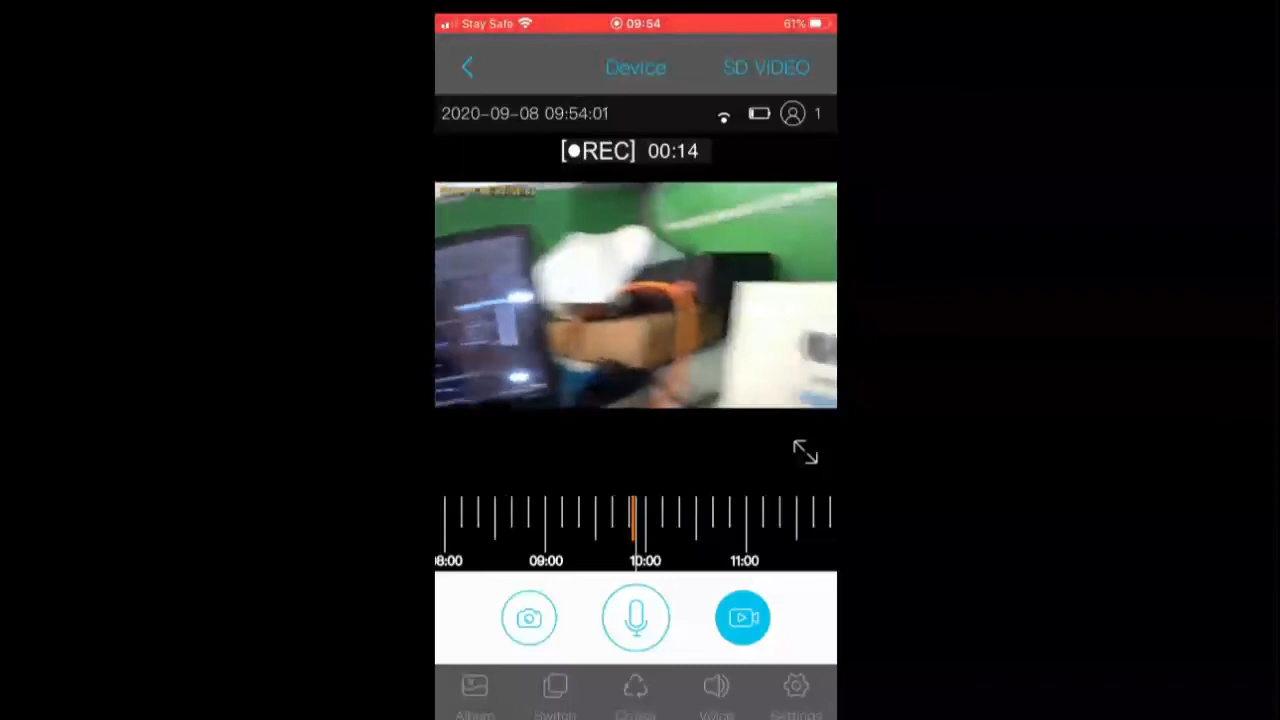 Stay Safe 09:54 61%
Device SD VIDEO
2020-09-08 09:54:01 1
[●REC] 00:14
08:00 09:00 10:00 11:00
Album Switch Voice Settings